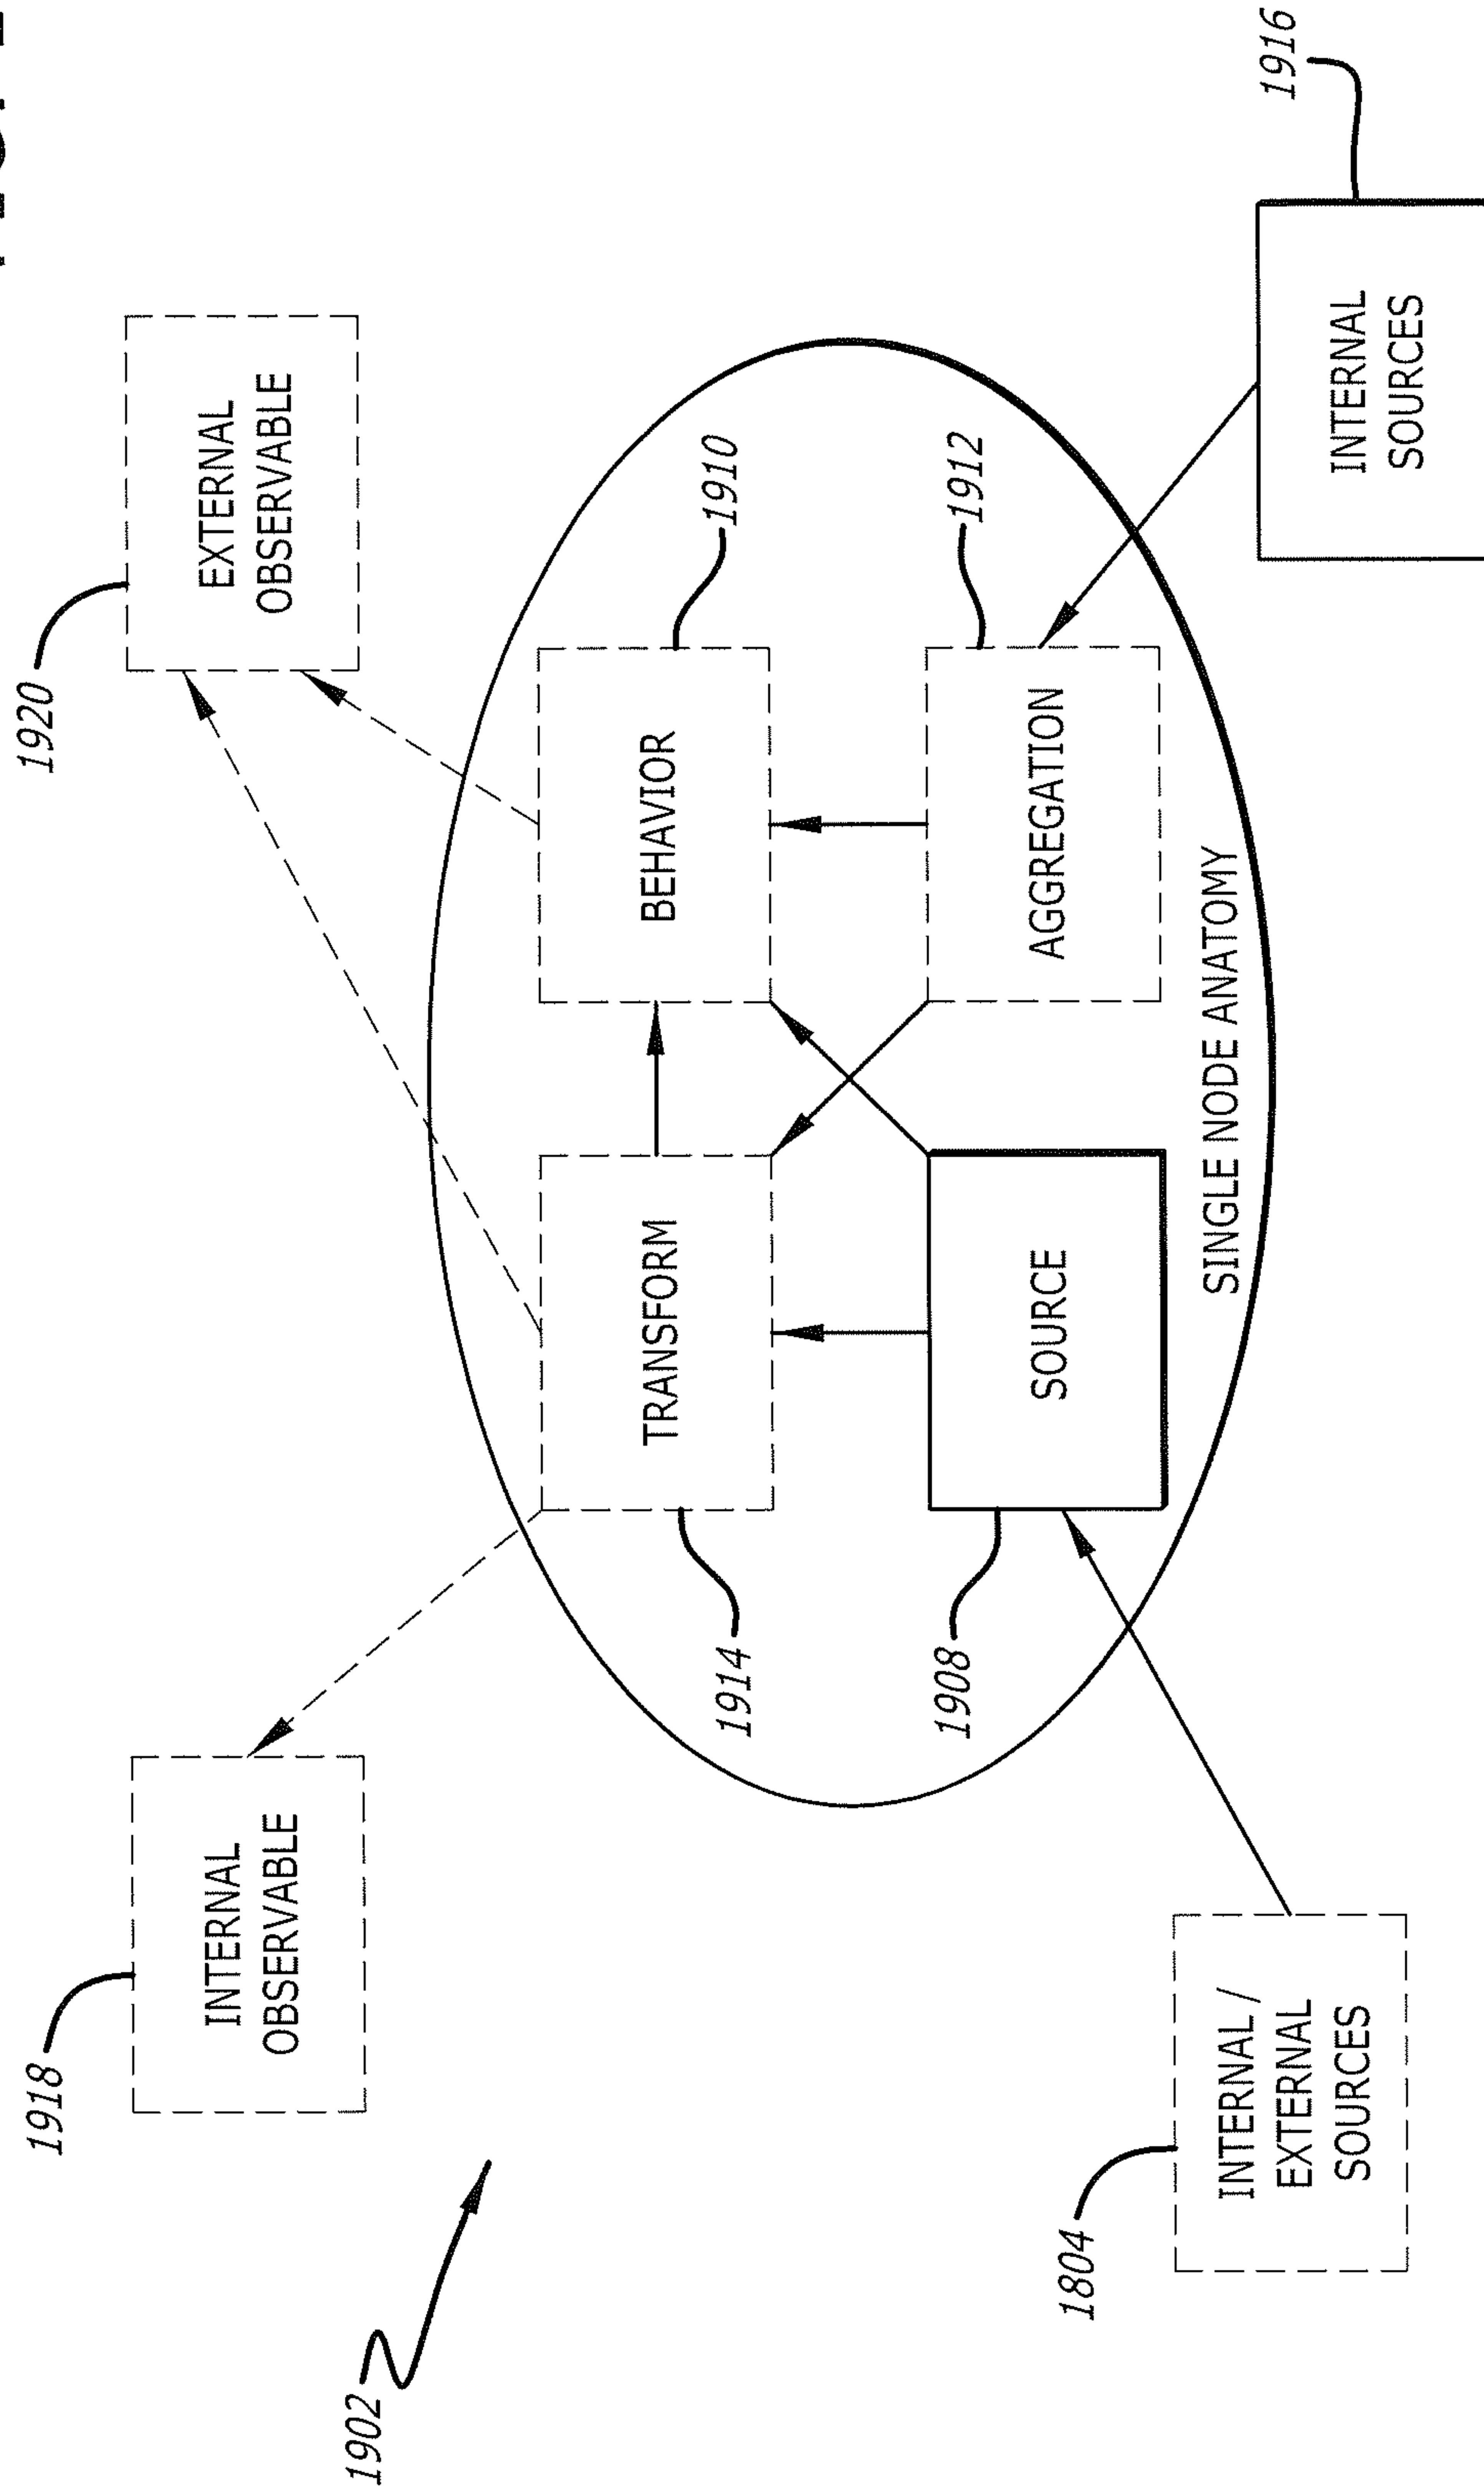 1918
INTERNAL
OBSERVABLE
1920
EXTERNAL
OBSERVABLE
1902
1914
TRANSFORM
BEHAVIOR
1910
1908
SOURCE
AGGREGATION
1912
SINGLE NODE ANATOMY
1804
INTERNAL /
EXTERNAL
SOURCES
INTERNAL
SOURCES
1916